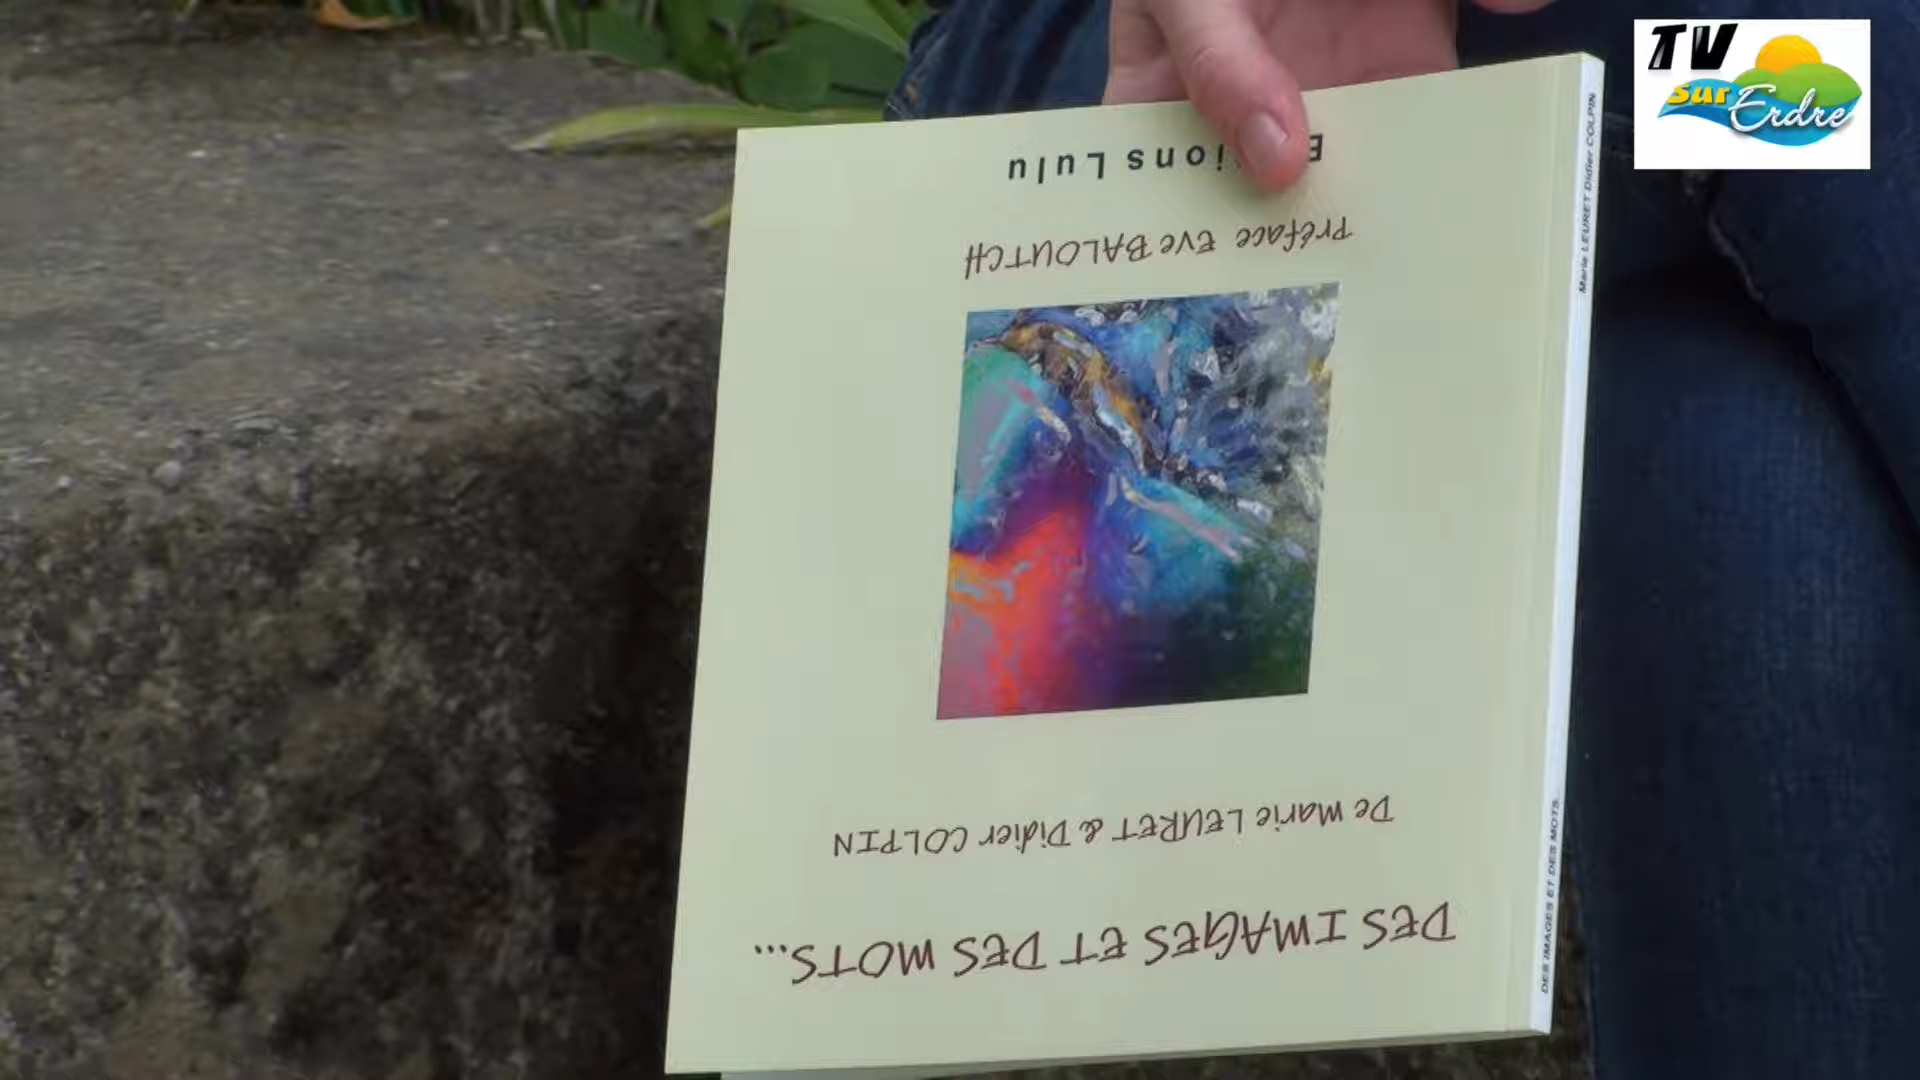 DES IMAGES ET DES MOTS...
De Marie LEURET & Didier COLPIN
Préface Eve BALOUTCH
Lulu
DES IMAGES ET DES MOTS.
Marie LEURET Didier COLPIN
TV
sur
Erdre